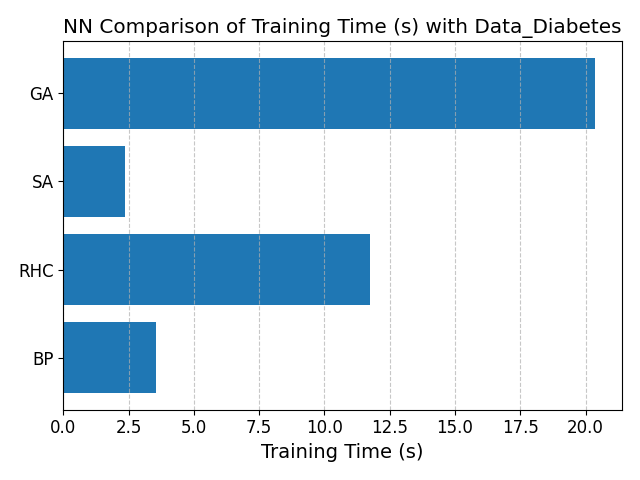 NN Comparison of Training Time (s) with Data_Diabetes
GA
SA
RHC
BP
0.0 2.5 5.0 7.5 10.0 12.5 15.0 17.5 20.0
Training Time (s)